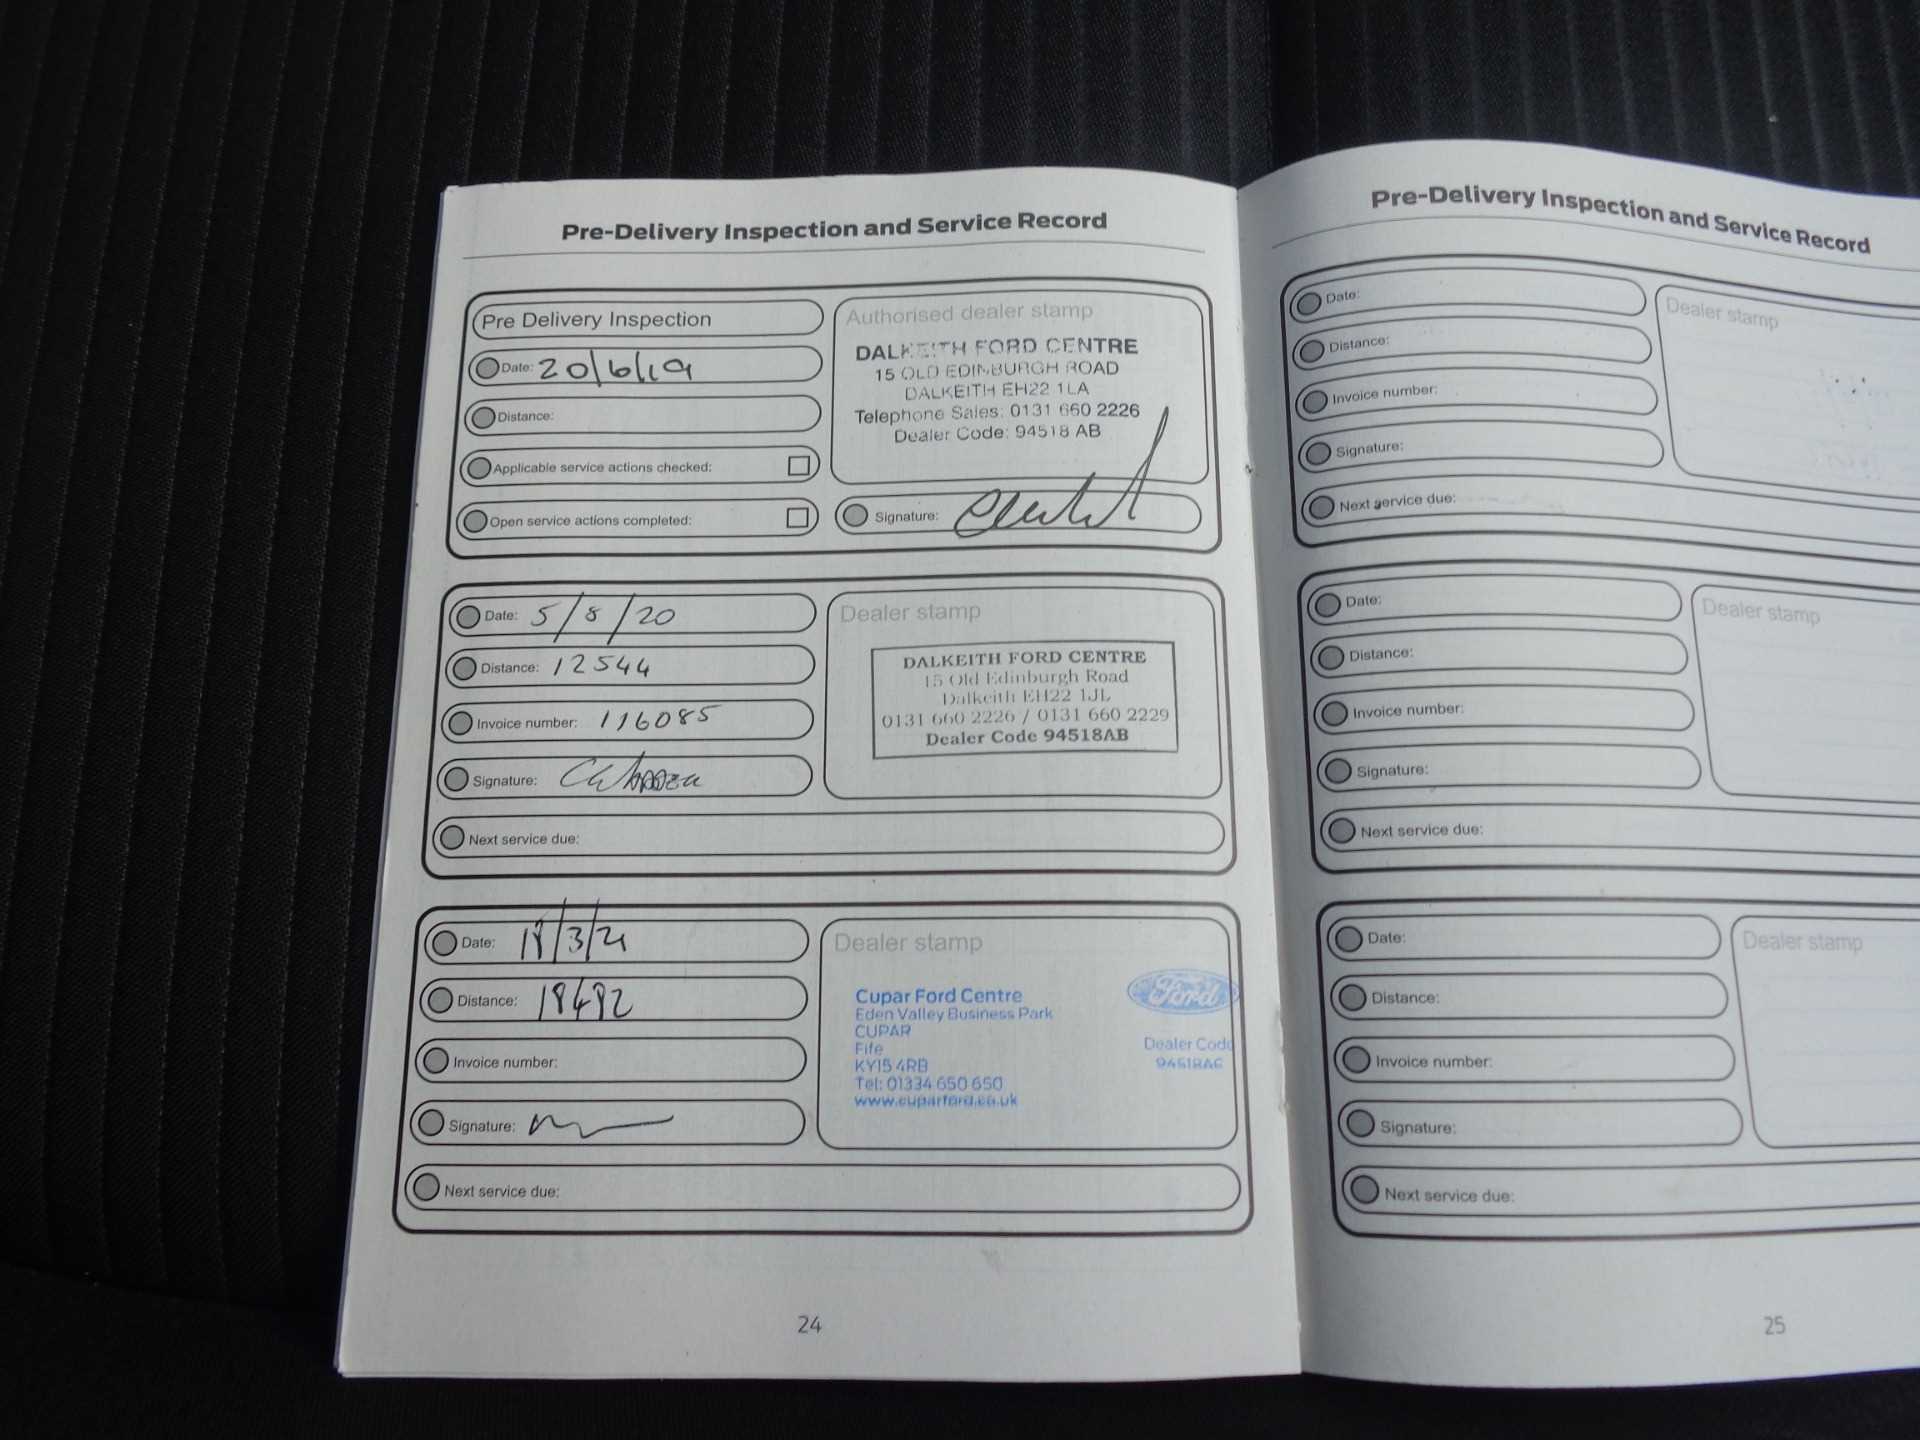 Pre-Delivery Inspection and Service Record
Pre Delivery Inspection
Date: 20/6/19
Distance:
Applicable service actions checked:
Open service actions completed:
Authorised dealer stamp
DALKEITH FORD CENTRE
15 OLD EDINBURGH ROAD
DALKEITH EH22 1LA
Telephone Sales: 0131 660 2226
Dealer Code: 94518 AB
Signature:
Date: 5/8/20
Distance: 12544
Invoice number: 116085
Signature:
Next service due:
Dealer stamp
DALKEITH FORD CENTRE
15 Old Edinburgh Road
Dalkeith EH22 1JL
0131 660 2226 / 0131 660 2229
Dealer Code 94518AB
Date: 18/3/21
Distance: 18492
Invoice number:
Signature:
Next service due:
Dealer stamp
Cupar Ford Centre
Eden Valley Business Park
CUPAR
Fife
KY15 4RB
Tel: 01334 650 650
www.cuparford.co.uk
Ford
Dealer Code
94518AC
24
Pre-Delivery Inspection and Service Record
Date:
Distance:
Invoice number:
Signature:
Next service due:
Dealer stamp
Date:
Distance:
Invoice number:
Signature:
Next service due:
Dealer stamp
Date:
Distance:
Invoice number:
Signature:
Next service due:
Dealer stamp
25